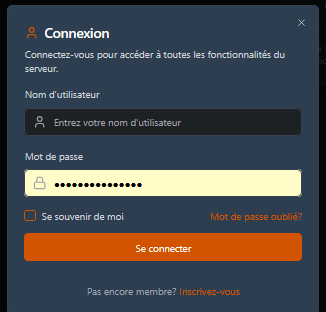 Connexion
Connectez-vous pour accéder à toutes les fonctionnalités du
serveur.
Nom d'utilisateur
Entrez votre nom d'utilisateur
Mot de passe
•••••••••••••••
Se souvenir de moi
Mot de passe oublié?
Se connecter
Pas encore membre? Inscrivez-vous